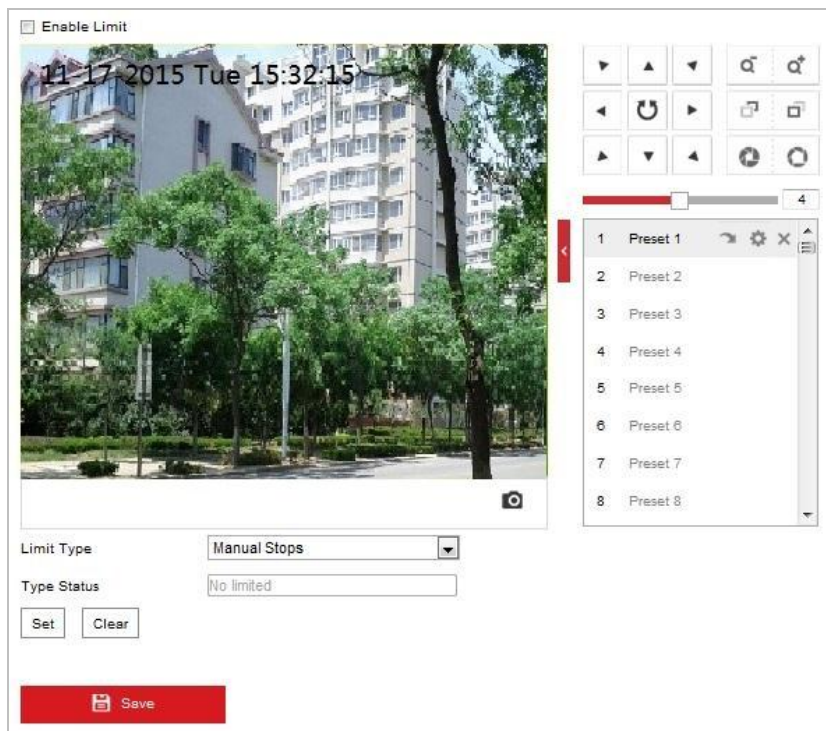 Enable Limit
11-17-2015 Tue 15:32:15
4
1 Preset 1
2 Preset 2
3 Preset 3
4 Preset 4
5 Preset 5
6 Preset 6
7 Preset 7
8 Preset 8
Limit Type Manual Stops
Type Status No limited
Set Clear
Save